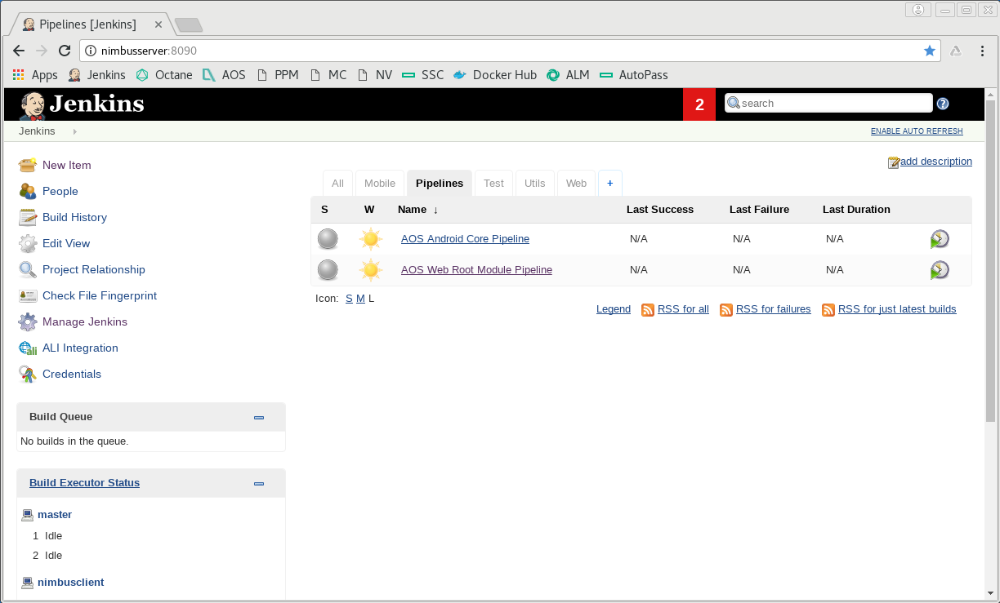 Pipelines [Jenkins]
nimbusserver:8090
Apps Jenkins Octane AOS PPM MC NV SSC Docker Hub ALM AutoPass
Jenkins 2 search
Jenkins ENABLE AUTO REFRESH
add description
New Item
People
Build History
Edit View
Project Relationship
Check File Fingerprint
Manage Jenkins
ALI Integration
Credentials
All Mobile Pipelines Test Utils Web +
S W Name ↓ Last Success Last Failure Last Duration
AOS Android Core Pipeline N/A N/A N/A
AOS Web Root Module Pipeline N/A N/A N/A
Icon: S M L
Legend RSS for all RSS for failures RSS for just latest builds
Build Queue
No builds in the queue.
Build Executor Status
master
1 Idle
2 Idle
nimbusclient